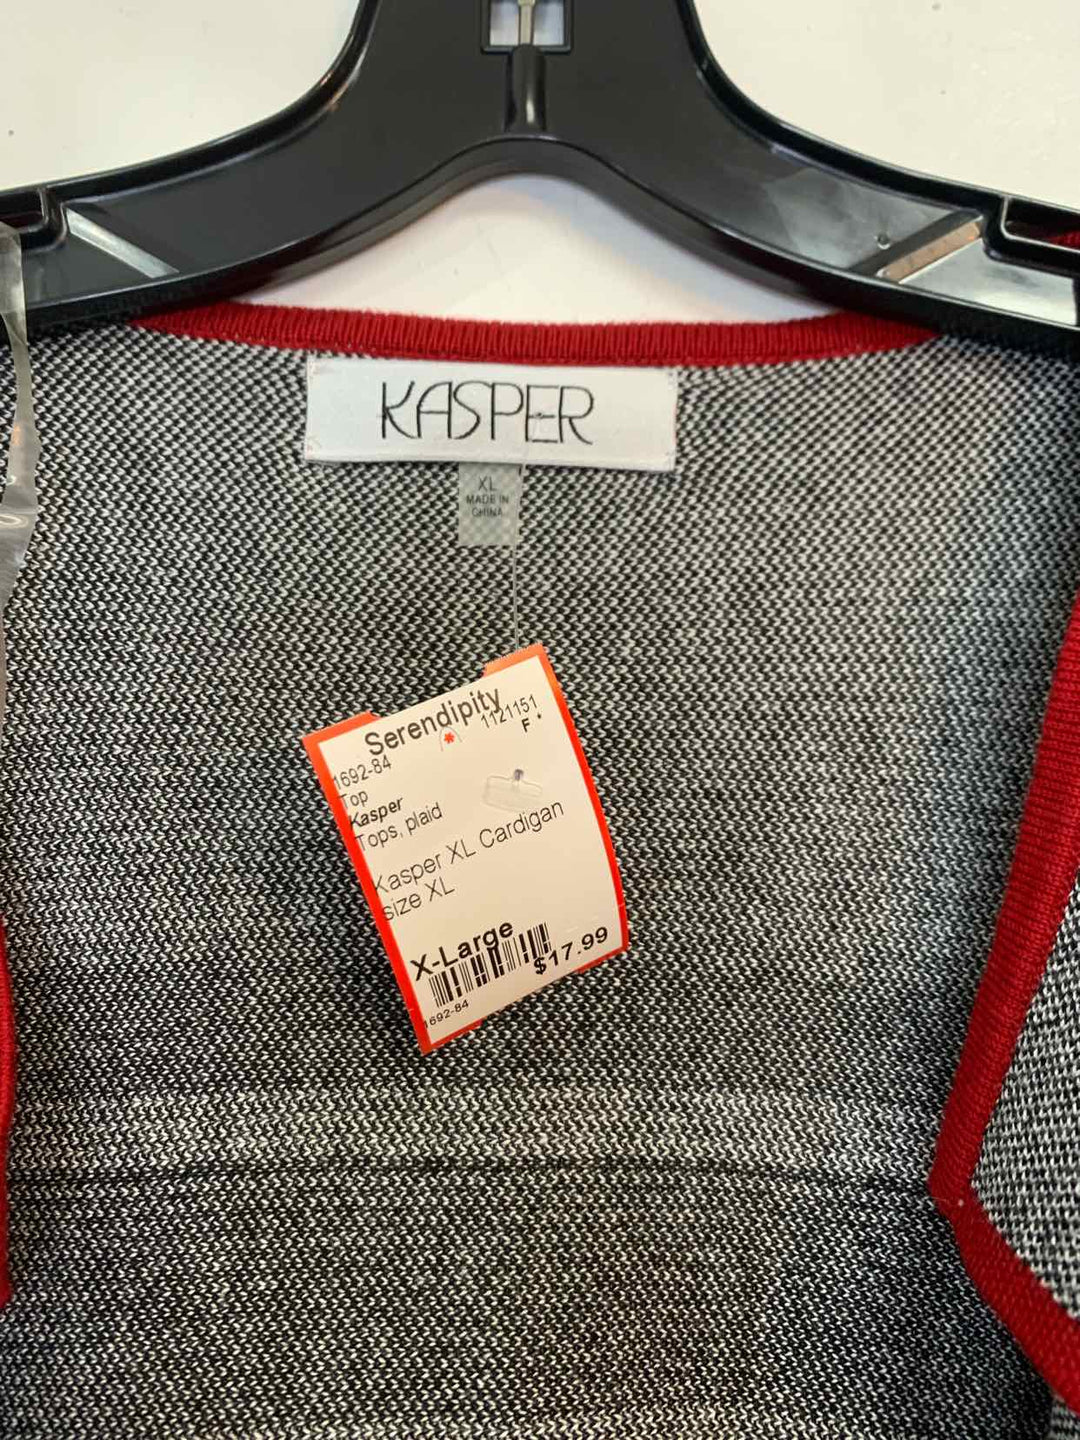 KASPER
XL
MADE IN
CHINA
Serendipity
1121151
F
1692-84
Top
Kasper
Tops, plaid
Kasper XL Cardigan
size XL
X-Large
$17.99
1692-84